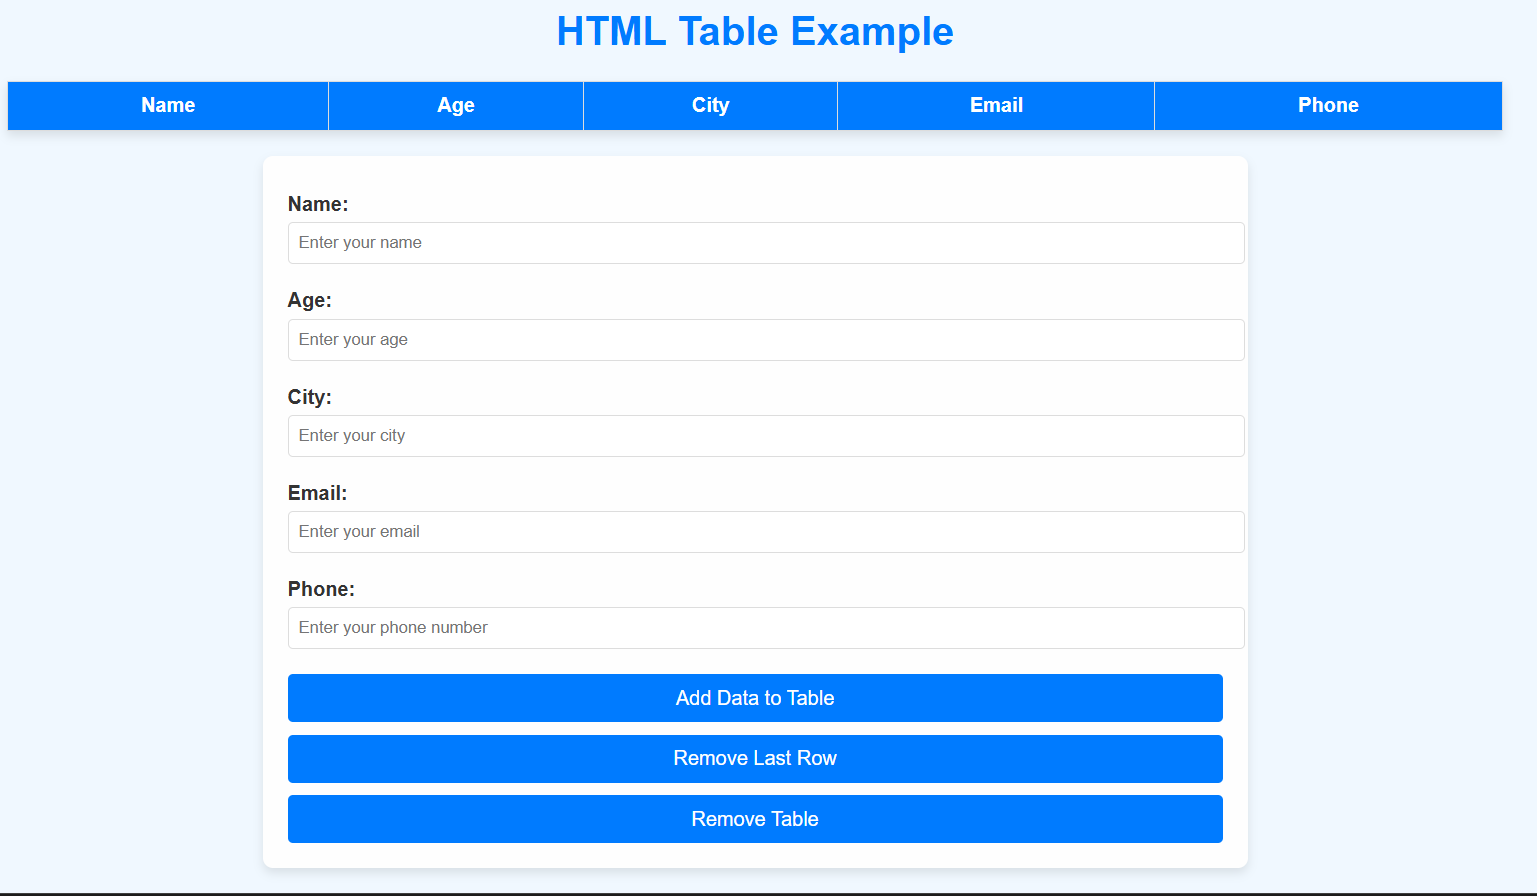 HTML Table Example
Name Age City Email Phone
Name:
Enter your name
Age:
Enter your age
City:
Enter your city
Email:
Enter your email
Phone:
Enter your phone number
Add Data to Table
Remove Last Row
Remove Table